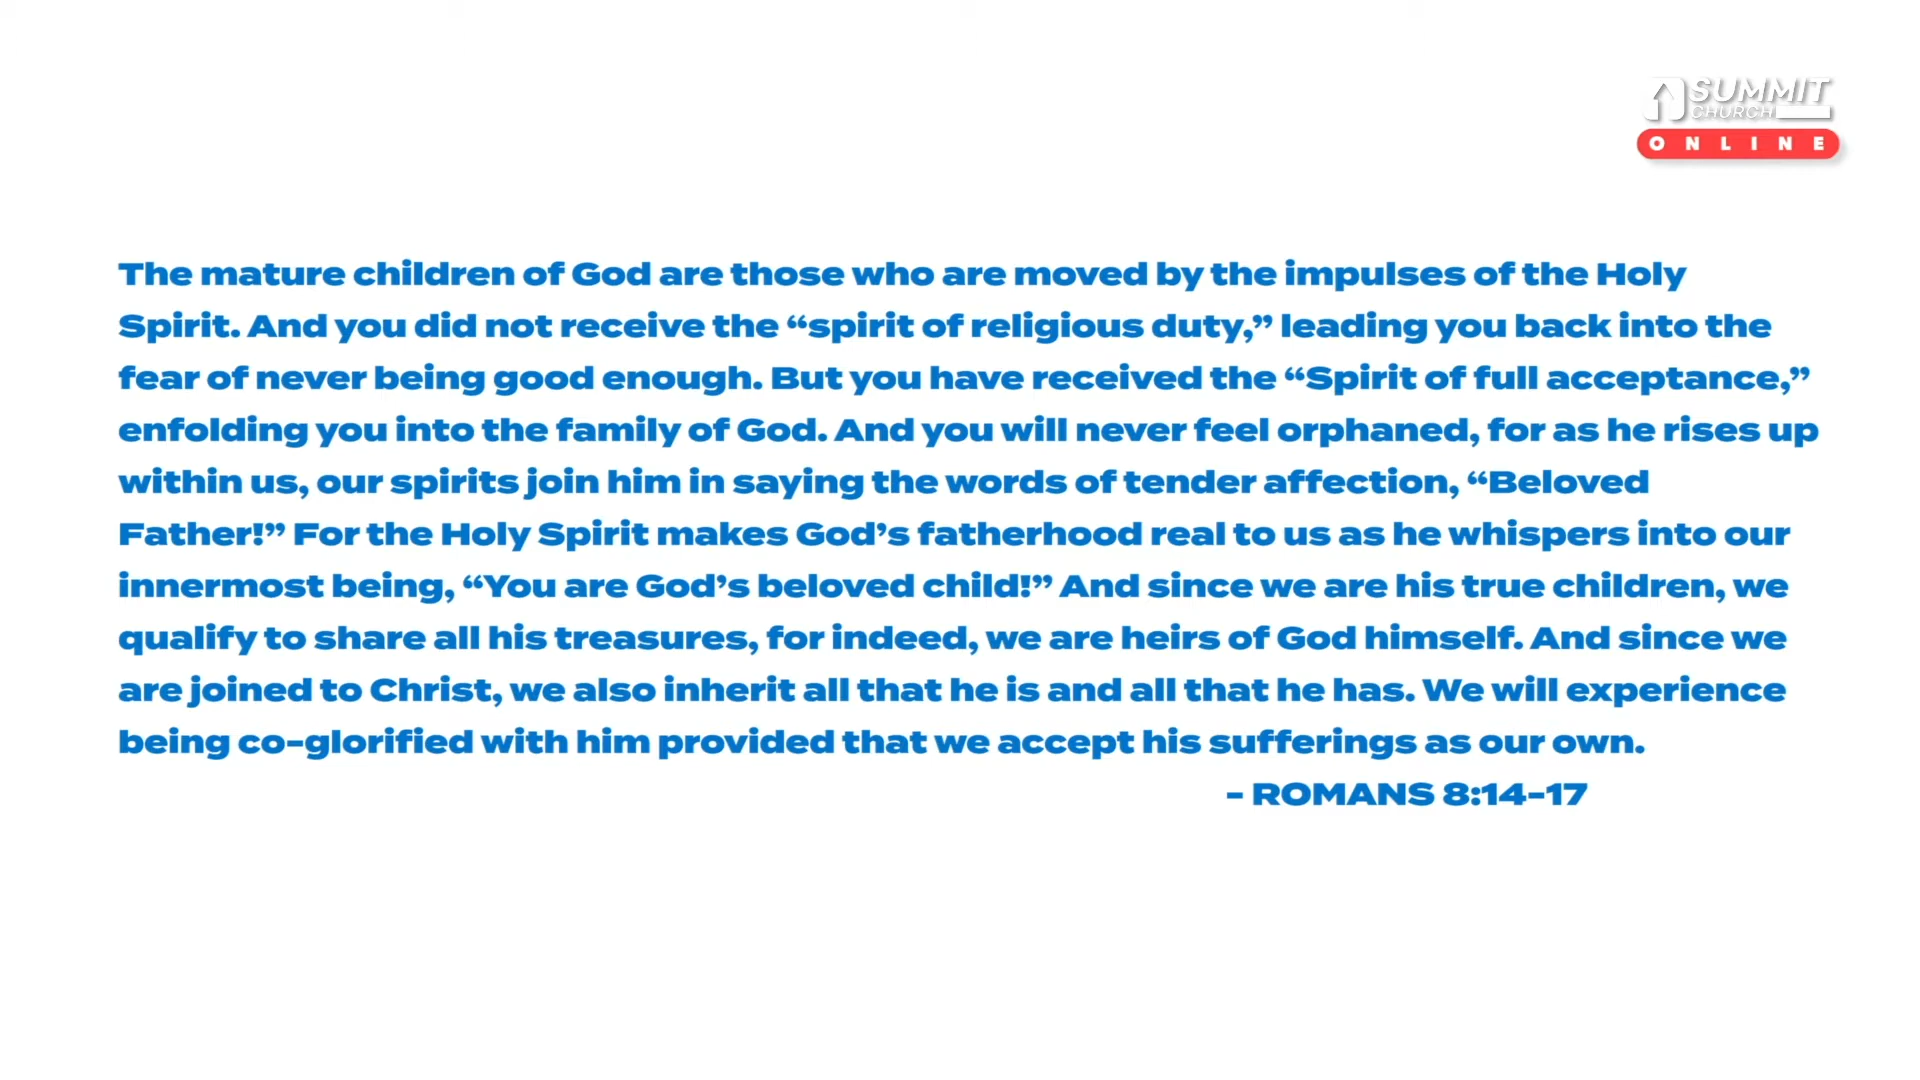 SUMMIT
CHURCH
ONLINE
The mature children of God are those who are moved by the impulses of the Holy
Spirit. And you did not receive the “spirit of religious duty,” leading you back into the
fear of never being good enough. But you have received the “Spirit of full acceptance,”
enfolding you into the family of God. And you will never feel orphaned, for as he rises up
within us, our spirits join him in saying the words of tender affection, “Beloved
Father!” For the Holy Spirit makes God’s fatherhood real to us as he whispers into our
innermost being, “You are God’s beloved child!” And since we are his true children, we
qualify to share all his treasures, for indeed, we are heirs of God himself. And since we
are joined to Christ, we also inherit all that he is and all that he has. We will experience
being co-glorified with him provided that we accept his sufferings as our own.
- ROMANS 8:14-17